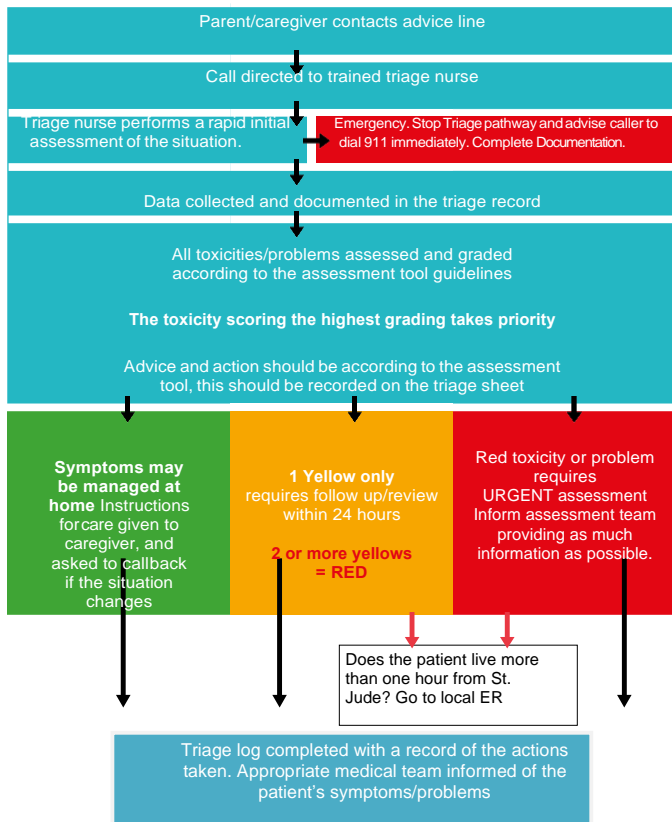 Parent/caregiver contacts advice line
Call directed to trained triage nurse
Triage nurse performs a rapid initial
assessment of the situation.
Emergency. Stop Triage pathway and advise caller to
dial 911 immediately. Complete Documentation.
Data collected and documented in the triage record
All toxicities/problems assessed and graded
according to the assessment tool guidelines
The toxicity scoring the highest grading takes priority
Advice and action should be according to the assessment
tool, this should be recorded on the triage sheet
Symptoms may
be managed at
home Instructions
forcare given to
caregiver, and
asked to callback
if the situation
changes
1 Yellow only
requires follow up/review
within 24 hours
2 or more yellows
= RED
Red toxicity or problem
requires
URGENT assessment
Inform assessment team
providing as much
information as possible.
Does the patient live more
than one hour from St.
Jude? Go to local ER
Triage log completed with a record of the actions
taken. Appropriate medical team informed of the
patient's symptoms/problems